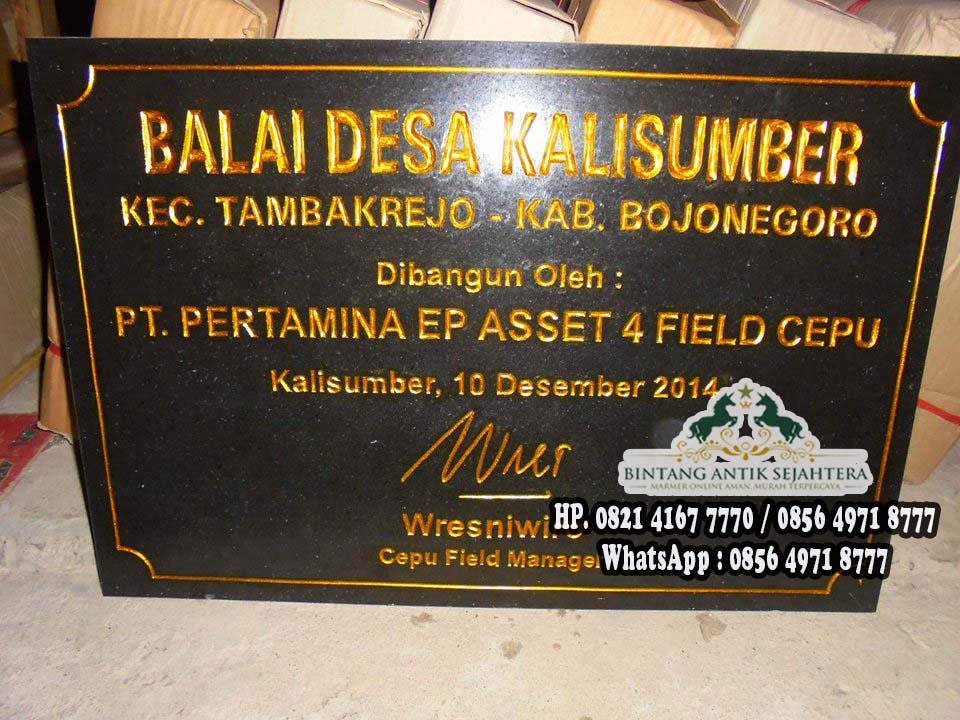 BALAI DESA KALISUMBER
KEC. TAMBAKREJO - KAB. BOJONEGORO
Dibangun Oleh :
PT. PERTAMINA EP ASSET 4 FIELD CEPU
Kalisumber, 10 Desember 2014
Cepu Field Manager
BINTANG ANTIK SEJAHTERA
MARMER ONLINE AMAN, MURAH TERPERCAYA
HP. 0821 4167 7770 / 0856 4971 8777
WhatsApp : 0856 4971 8777